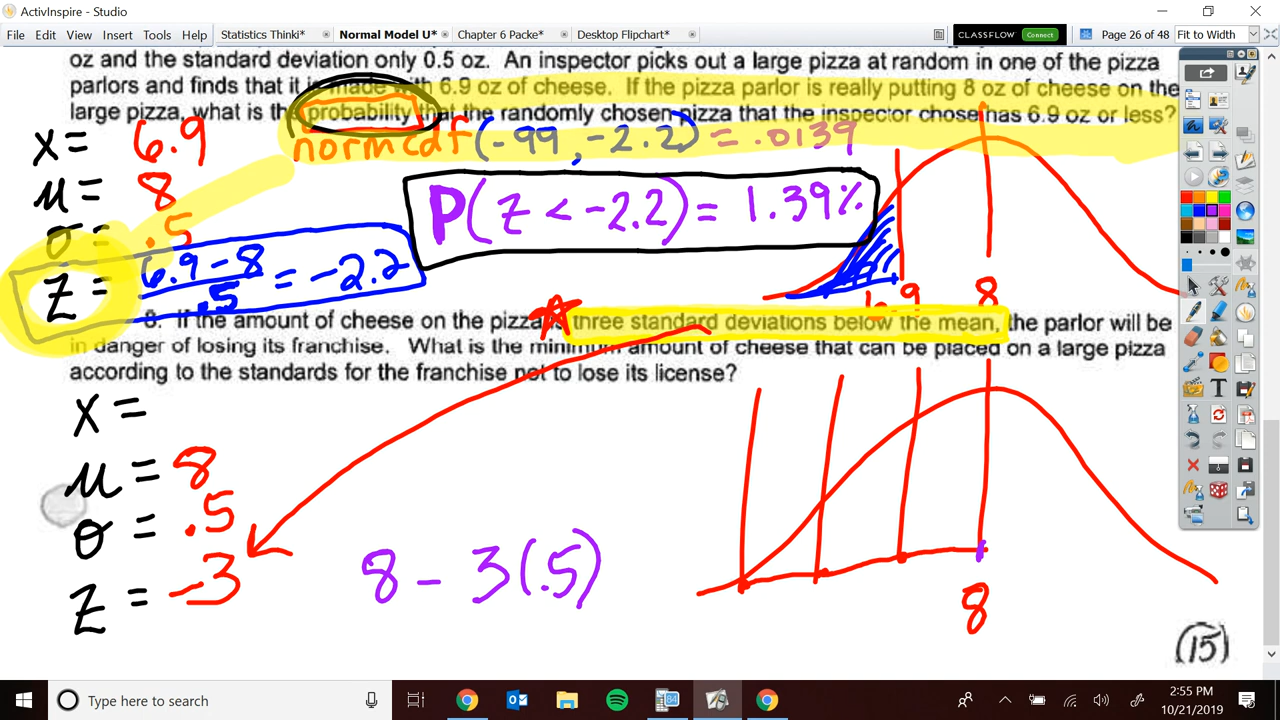 ActivInspire - Studio
File Edit View Insert Tools Help Statistics Thinki* Normal Model U* Chapter 6 Packe* Desktop Flipchart* CLASSFLOW Connect Page 26 of 48 Fit to Width
oz and the standard deviation only 0.5 oz. An inspector picks out a large pizza at random in one of the pizza
parlors and finds that it is made with 6.9 oz of cheese. If the pizza parlor is really putting 8 oz of cheese on the
large pizza, what is the probability that the randomly chosen pizza that the inspector chose has 6.9 oz or less?
x = 6.9
normcdf(-99, -2.2) = .0139
μ = 8
P(z < -2.2) = 1.39%
σ = .5
z = 6.9 - 8 / .5 = -2.2
6.9 8
8. If the amount of cheese on the pizza is three standard deviations below the mean, the parlor will be
in danger of losing its franchise. What is the minimum amount of cheese that can be placed on a large pizza
according to the standards for the franchise not to lose its license?
x =
μ = 8
σ = .5
z = -3
8 - 3(.5)
8
(15)
Type here to search
2:55 PM
10/21/2019